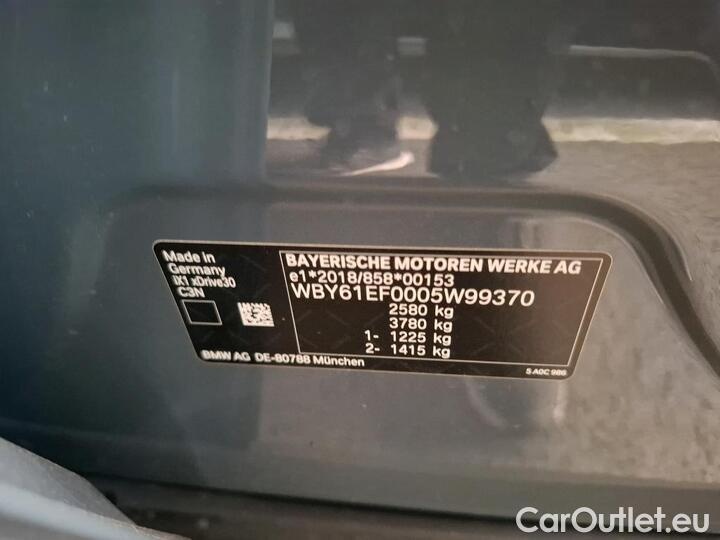 Made in
Germany
iX1 xDrive30
C3N
BAYERISCHE MOTOREN WERKE AG
e1*2018/858*00153
WBY61EF0005W99370
2580 kg
3780 kg
1- 1225 kg
2- 1415 kg
BMW AG DE-80788 München
5 A0C 986
CarOutlet.eu